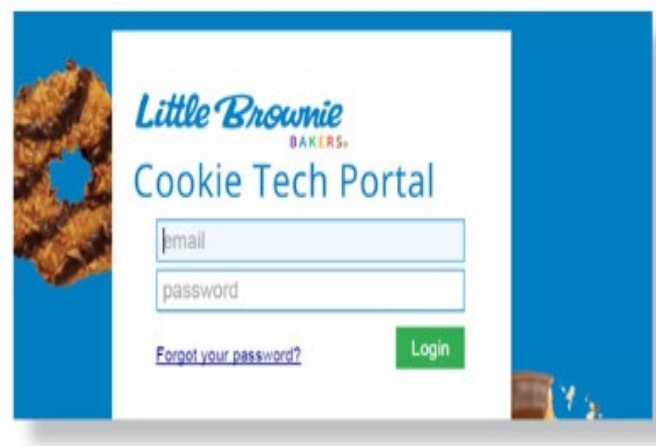 Little Brownie
BAKERS®
Cookie Tech Portal
email
password
Forgot your password?
Login